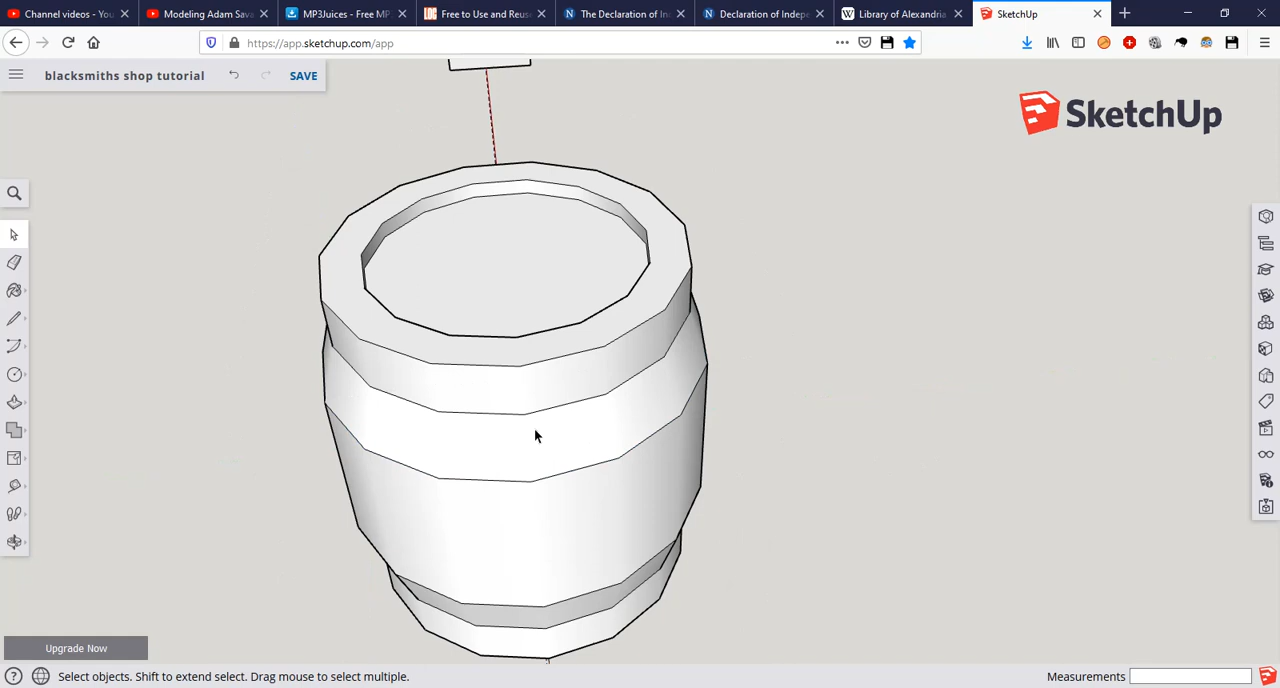 Channel videos - You
Modeling Adam Sava
MP3Juices - Free MP
Free to Use and Reus
The Declaration of In
Declaration of Indep
Library of Alexandria
SketchUp
https://app.sketchup.com/app
blacksmiths shop tutorial
SAVE
SketchUp
Upgrade Now
Select objects. Shift to extend select. Drag mouse to select multiple.
Measurements